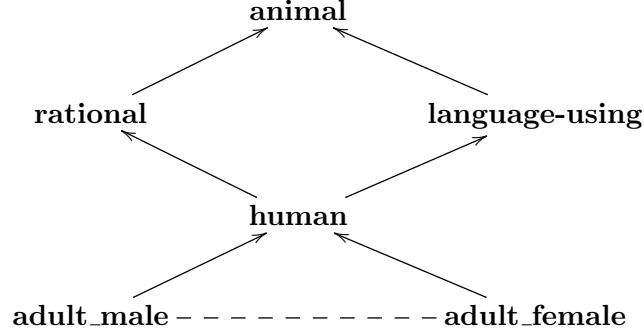 animal
rational language-using
human
adult_male adult_female